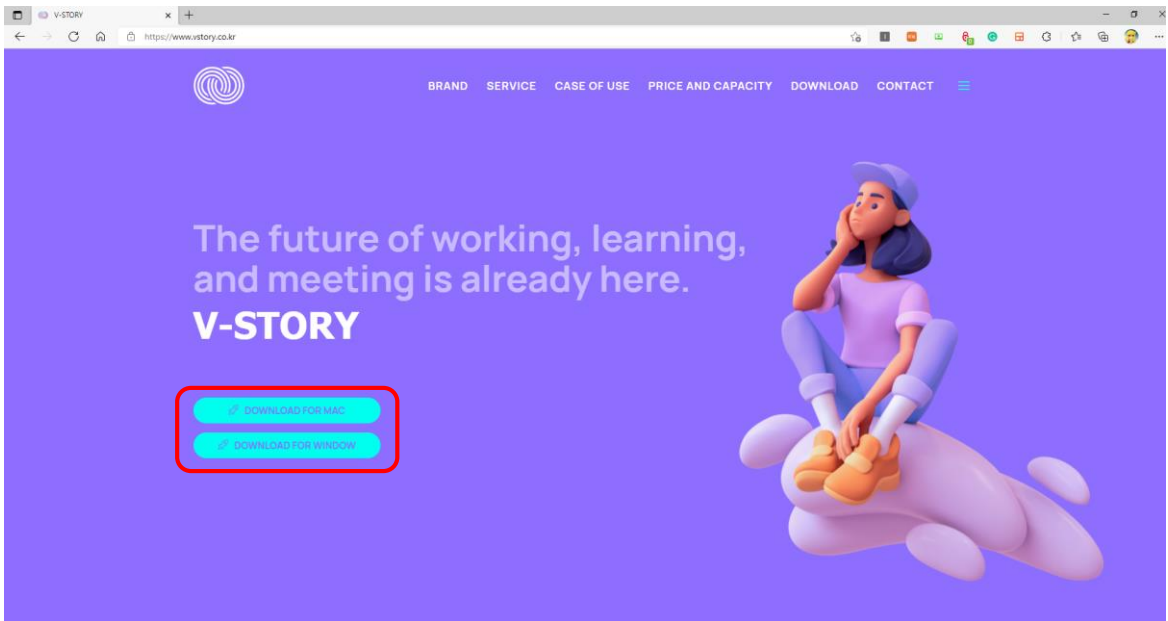 V-STORY
https://www.vstory.co.kr
BRAND SERVICE CASE OF USE PRICE AND CAPACITY DOWNLOAD CONTACT
The future of working, learning,
and meeting is already here.
V-STORY
DOWNLOAD FOR MAC
DOWNLOAD FOR WINDOW